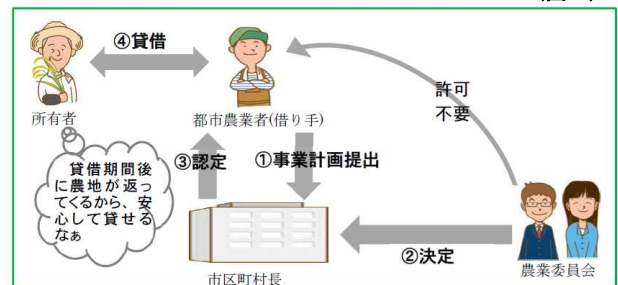 ④貸借
許可
不要
所有者
都市農業者(借り手)
③認定
①事業計画提出
貸借期間後
に農地が返っ
てくるから、安
心して貸せる
なぁ
②決定
農業委員会
市区町村長